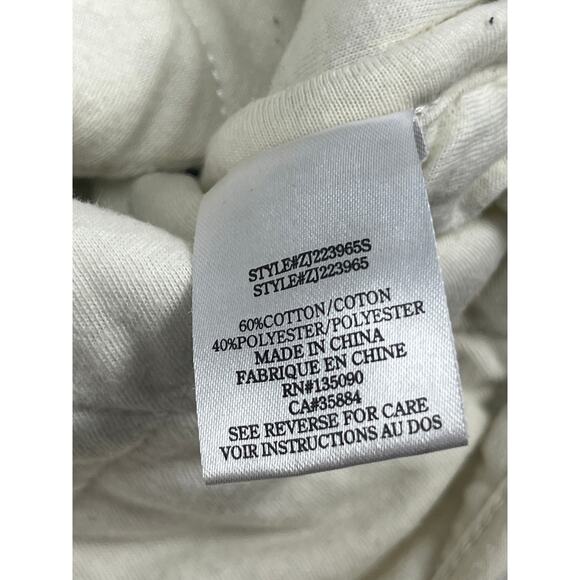 STYLE#ZJ223965S
STYLE#ZJ223965
60%COTTON/COTON
40%POLYESTER/POLYESTER
MADE IN CHINA
FABRIQUE EN CHINE
RN#135090
CA#35884
SEE REVERSE FOR CARE
VOIR INSTRUCTIONS AU DOS